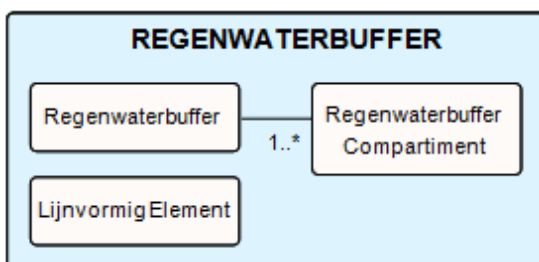 REGENWATERBUFFER
Regenwaterbuffer
1..*
Regenwaterbuffer
Compartiment
LijnvormigElement